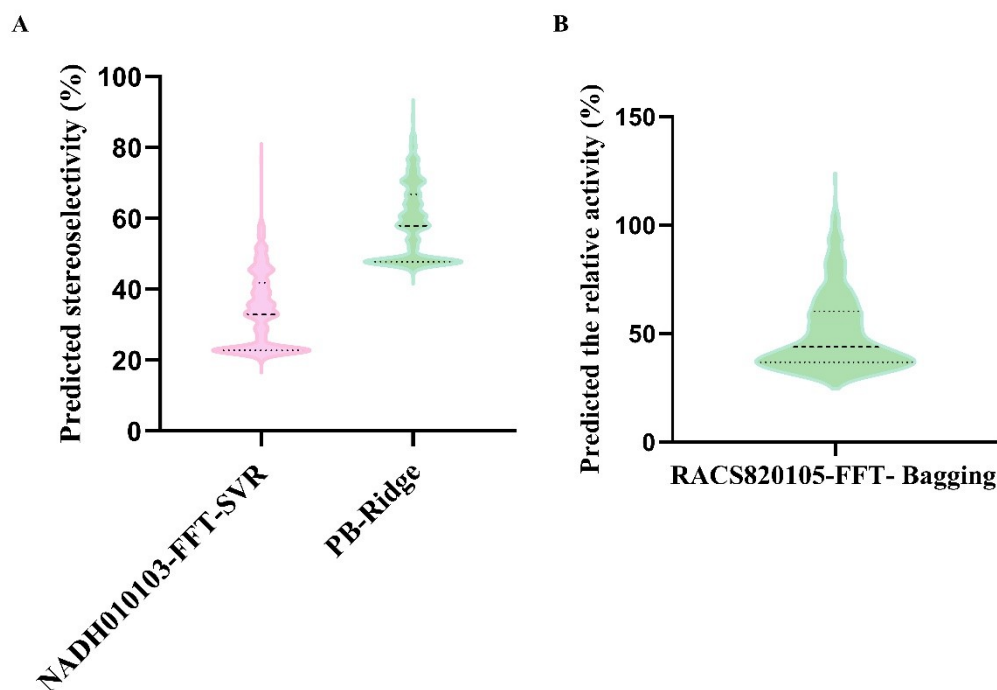 A
Predicted stereoselectivity (%)
100
80
60
40
20
0
NADH010103-FFT-SVR
PB-Ridge
B
Predicted the relative activity (%)
150
100
50
0
RACS820105-FFT- Bagging